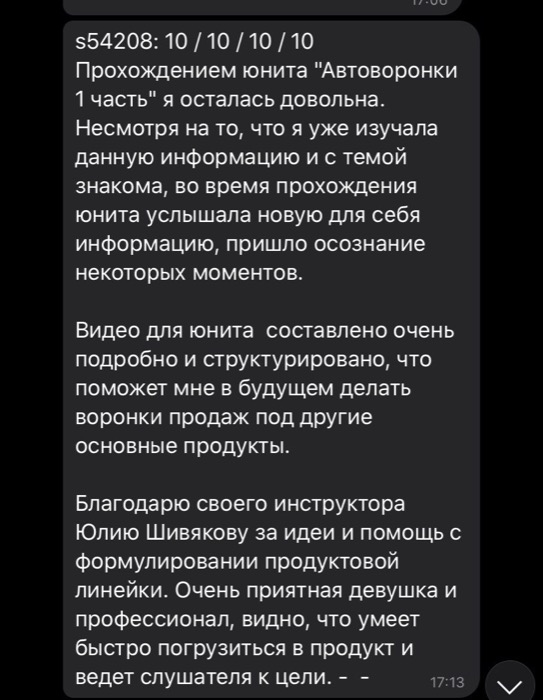 17:06
s54208: 10 / 10 / 10 / 10
Прохождением юнита "Автоворонки
1 часть" я осталась довольна.
Несмотря на то, что я уже изучала
данную информацию и с темой
знакома, во время прохождения
юнита услышала новую для себя
информацию, пришло осознание
некоторых моментов.
Видео для юнита  составлено очень
подробно и структурировано, что
поможет мне в будущем делать
воронки продаж под другие
основные продукты.
Благодарю своего инструктора
Юлию Шивякову за идеи и помощь с
формулировании продуктовой
линейки. Очень приятная девушка и
профессионал, видно, что умеет
быстро погрузиться в продукт и
ведет слушателя к цели. -  -
17:13